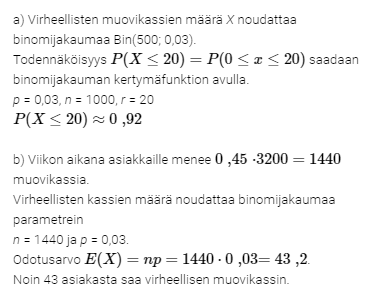 a) Virheellisten muovikassien määrä X noudattaa
binomijakaumaa Bin(500; 0,03).
Todennäköisyys P(X ≤ 20) = P(0 ≤ x ≤ 20) saadaan
binomijakauman kertymäfunktion avulla.
p = 0,03, n = 1000, r = 20
P(X ≤ 20) ≈ 0 ,92
b) Viikon aikana asiakkaille menee 0 ,45 ·3200 = 1440
muovikassia.
Virheellisten kassien määrä noudattaa binomijakaumaa
parametrein
n = 1440 ja p = 0,03.
Odotusarvo E(X) = np = 1440 · 0 ,03= 43 ,2.
Noin 43 asiakasta saa virheellisen muovikassin.